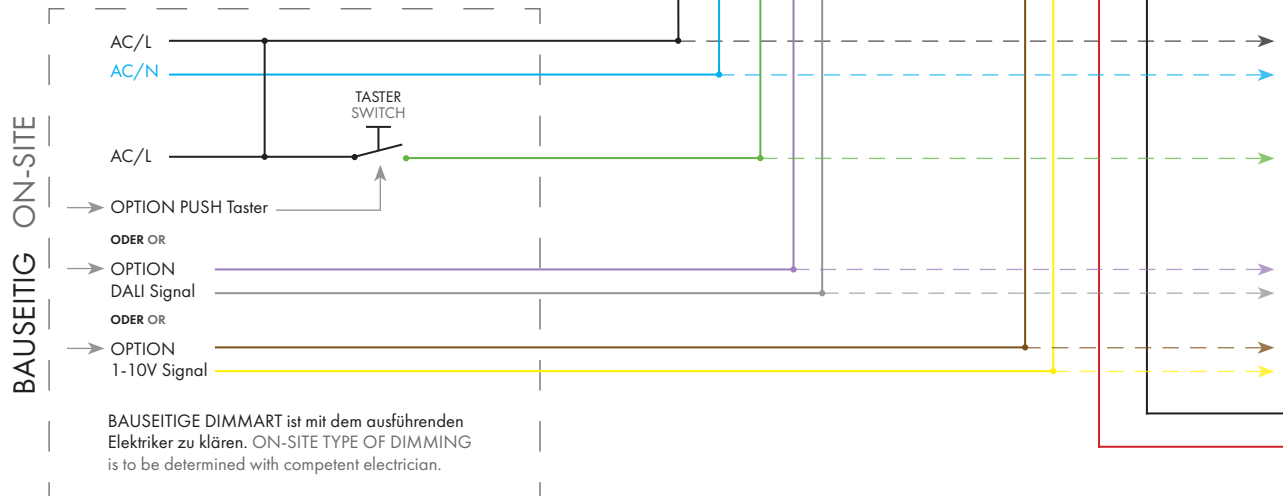 BAUSEITIG ON-SITE
AC/L
AC/N
TASTER
SWITCH
AC/L
OPTION PUSH Taster
ODER OR
OPTION
DALI Signal
ODER OR
OPTION
1-10V Signal
BAUSEITIGE DIMMART ist mit dem ausführenden
Elektriker zu klären. ON-SITE TYPE OF DIMMING
is to be determined with competent electrician.